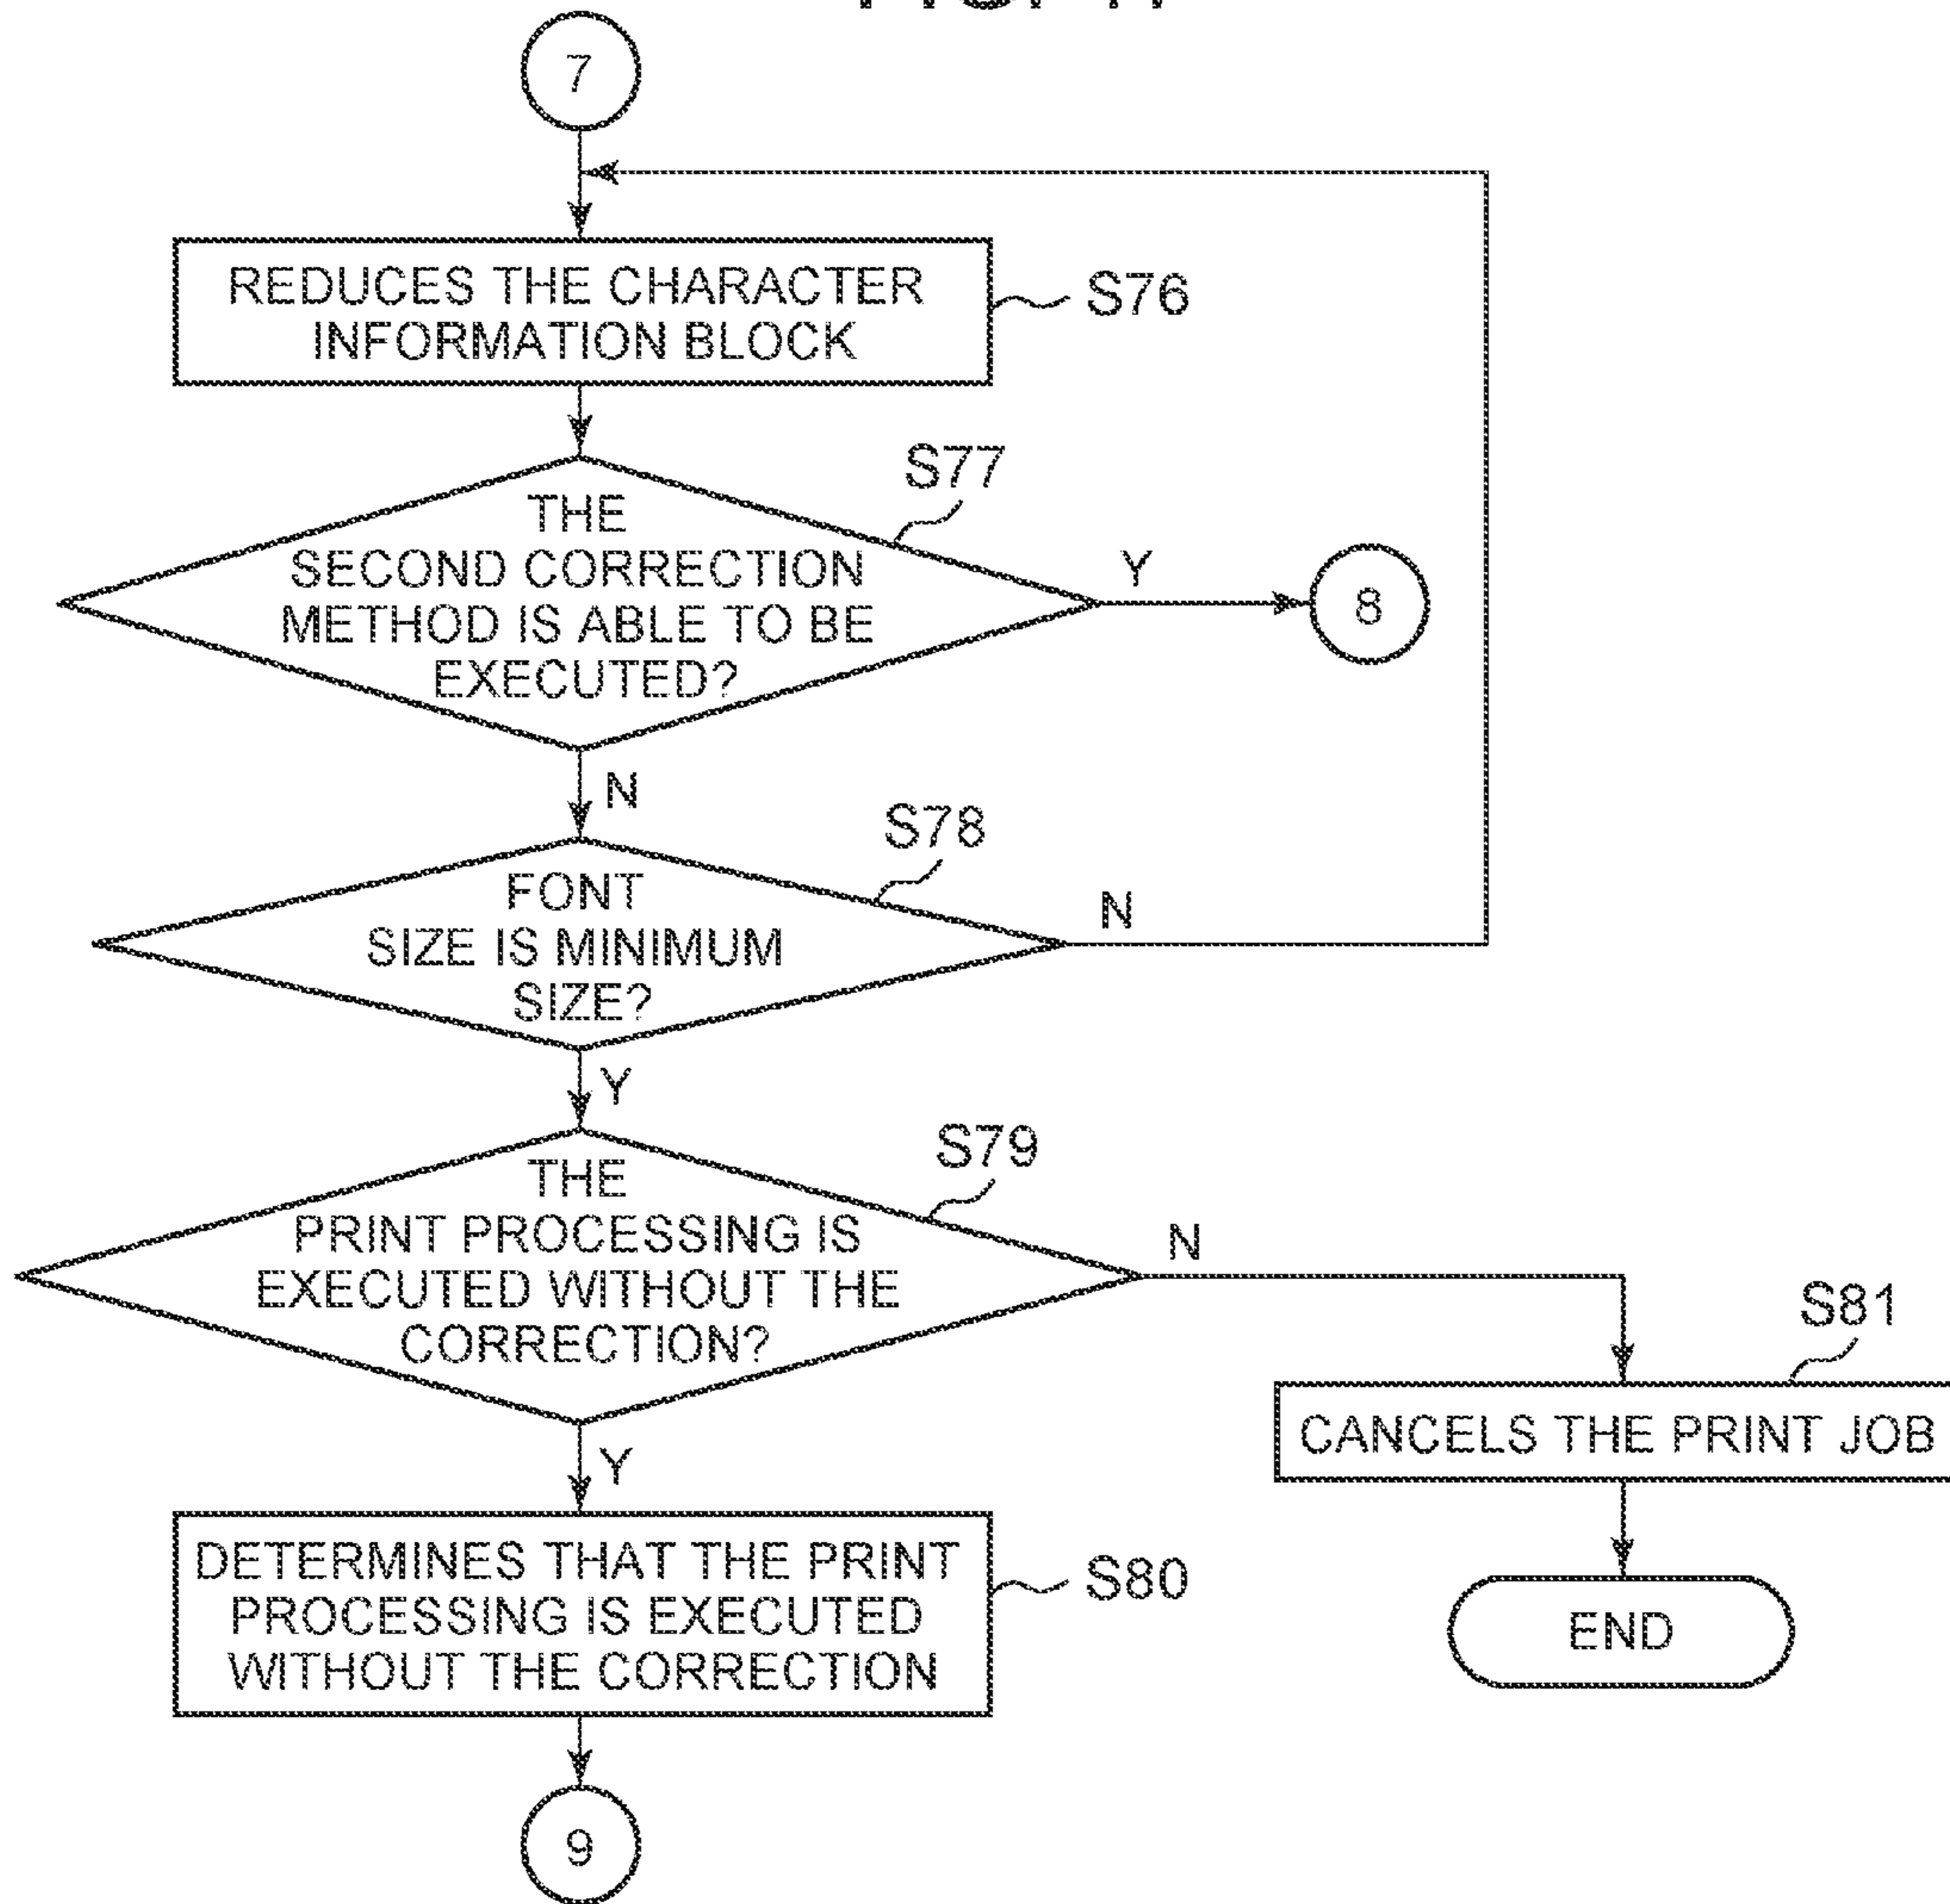 7
REDUCES THE CHARACTER
INFORMATION BLOCK
S76
S77
THE
SECOND CORRECTION
METHOD IS ABLE TO BE
EXECUTED?
Y
8
N
S78
FONT
SIZE IS MINIMUM
SIZE?
N
Y
S79
THE
PRINT PROCESSING IS
EXECUTED WITHOUT THE
CORRECTION?
N
S81
CANCELS THE PRINT JOB
Y
DETERMINES THAT THE PRINT
PROCESSING IS EXECUTED
WITHOUT THE CORRECTION
S80
END
9